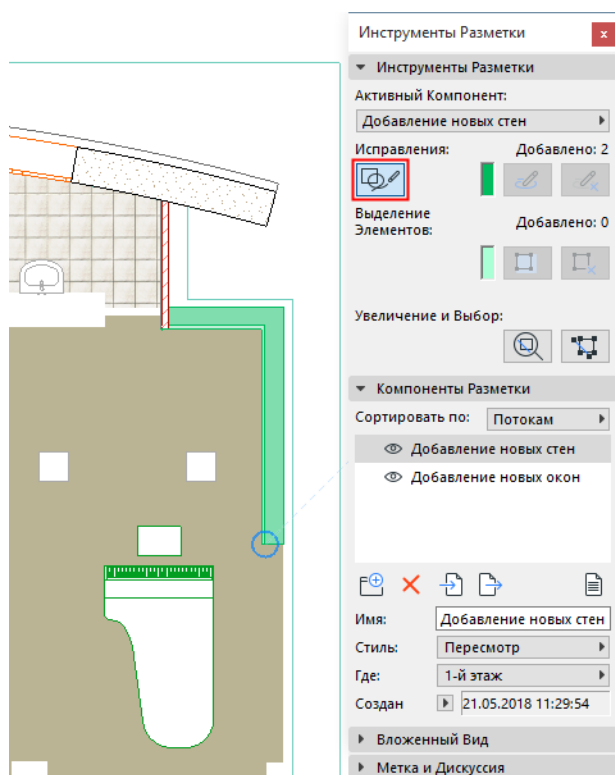 Инструменты Разметки
x
Инструменты Разметки
Активный Компонент:
Добавление новых стен
Исправления: Добавлено: 2
Выделение
Элементов: Добавлено: 0
Увеличение и Выбор:
Компоненты Разметки
Сортировать по: Потокам
Добавление новых стен
Добавление новых окон
Имя: Добавление новых стен
Стиль: Пересмотр
Где: 1-й этаж
Создан 21.05.2018 11:29:54
Вложенный Вид
Метка и Дискуссия